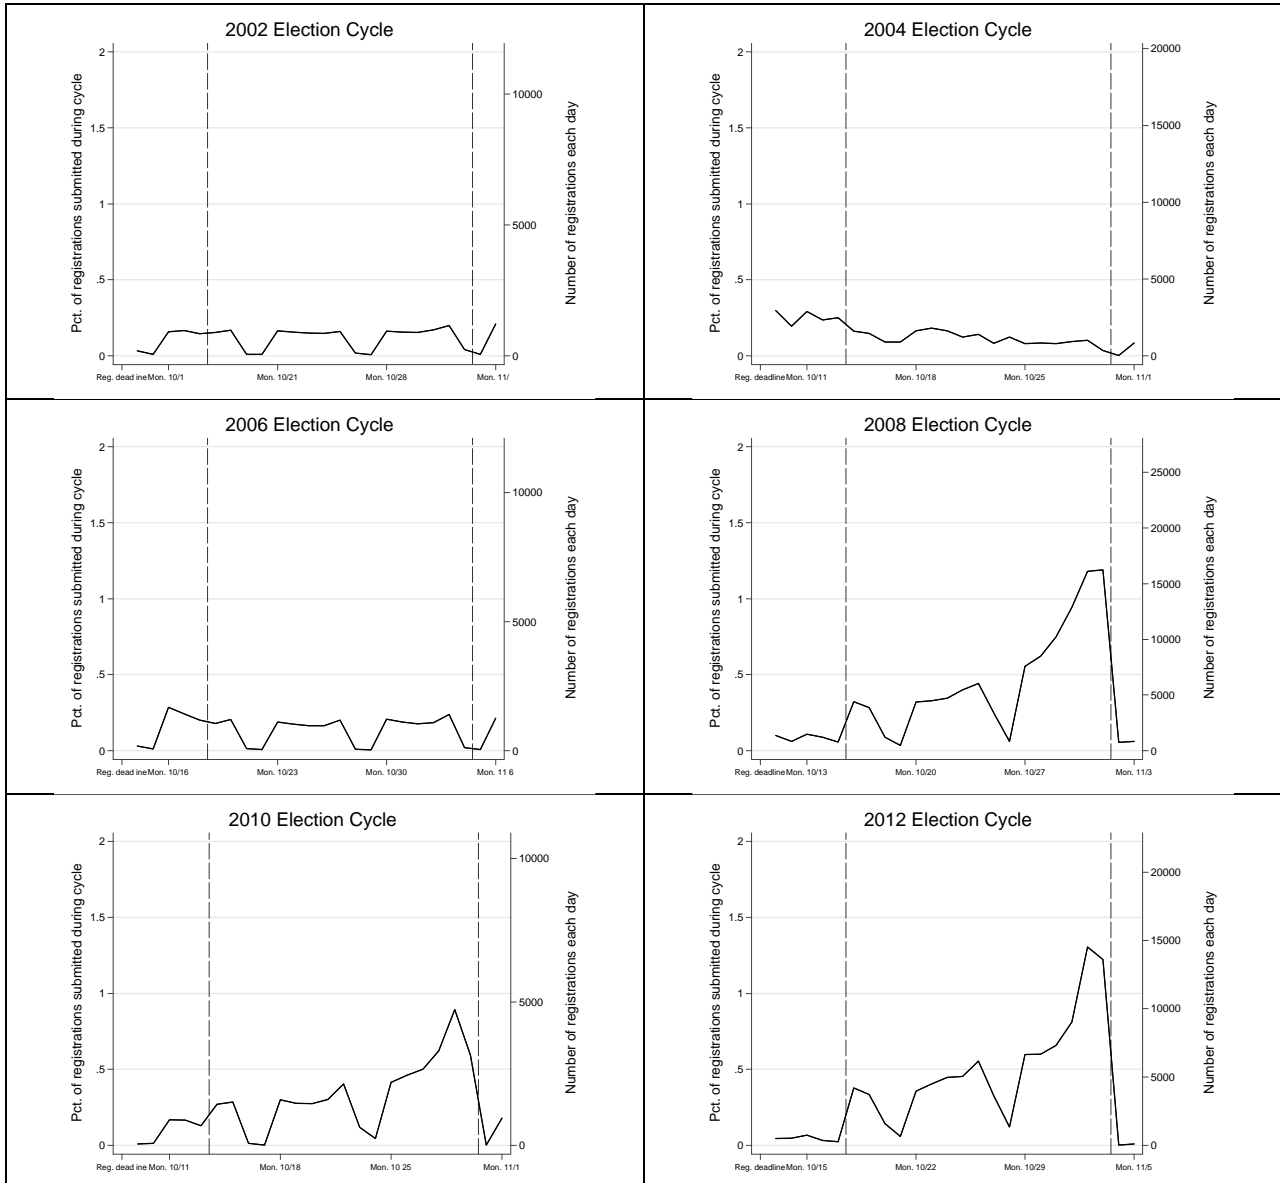 2002 Election Cycle
Pct. of registrations submitted during cycle
2
1.5
1
.5
0
10000
5000
0
Number of registrations each day
Reg. dead ine Mon. 10/1 Mon. 10/21 Mon. 10/28 Mon. 11/
2004 Election Cycle
Pct. of registrations submitted during cycle
2
1.5
1
.5
0
20000
15000
10000
5000
0
Number of registrations each day
Reg. deadline Mon. 10/11 Mon. 10/18 Mon. 10/25 Mon. 11/1
2006 Election Cycle
Pct. of registrations submitted during cycle
2
1.5
1
.5
0
10000
5000
0
Number of registrations each day
Reg. dead ine Mon. 10/16 Mon. 10/23 Mon. 10/30 Mon. 11 6
2008 Election Cycle
Pct. of registrations submitted during cycle
2
1.5
1
.5
0
25000
20000
15000
10000
5000
0
Number of registrations each day
Reg. deadline Mon. 10/13 Mon. 10/20 Mon. 10/27 Mon. 11/3
2010 Election Cycle
Pct. of registrations submitted during cycle
2
1.5
1
.5
0
10000
5000
0
Number of registrations each day
Reg. dead ine Mon. 10/11 Mon. 10/18 Mon. 10 25 Mon. 11/1
2012 Election Cycle
Pct. of registrations submitted during cycle
2
1.5
1
.5
0
20000
15000
10000
5000
0
Number of registrations each day
Reg. deadline Mon. 10/15 Mon. 10/22 Mon. 10/29 Mon. 11/5